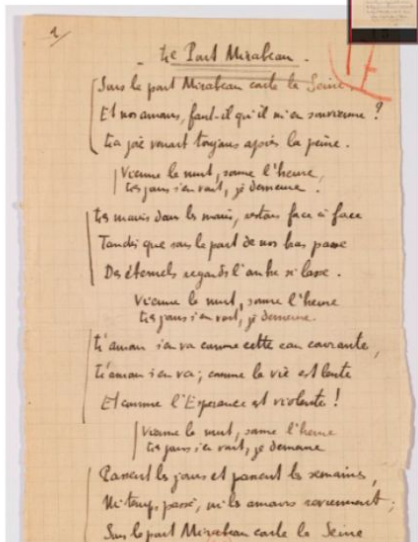 Le Pont Mirabeau.
Sous le pont Mirabeau coule la Seine
Et nos amours, faut-il qu'il m'en souvienne ?
La joie venait toujours après la peine.
Vienne la nuit, sonne l'heure,
Les jours s'en vont, je demeure.
Les mains dans les mains, restons face à face
Tandis que sous le pont de nos bras passe
Des éternels regards l'onde si lasse.
Vienne la nuit, sonne l'heure
Les jours s'en vont, je demeure.
L'amour s'en va comme cette eau courante,
L'amour s'en va; comme la vie est lente
Et comme l'Espérance est violente !
Vienne la nuit, sonne l'heure
Les jours s'en vont, je demeure
Passent les jours et passent les semaines,
Ni temps passé, ni les amours reviennent;
Sous le pont Mirabeau coule la Seine